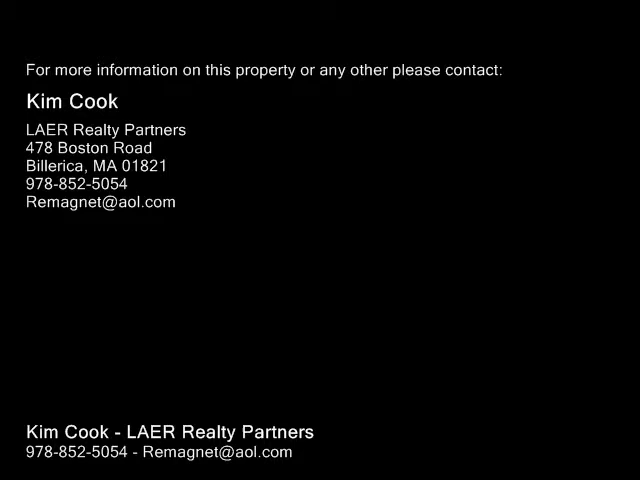 For more information on this property or any other please contact:
Kim Cook
LAER Realty Partners
478 Boston Road
Billerica, MA 01821
978-852-5054
Remagnet@aol.com
Kim Cook - LAER Realty Partners
978-852-5054 - Remagnet@aol.com